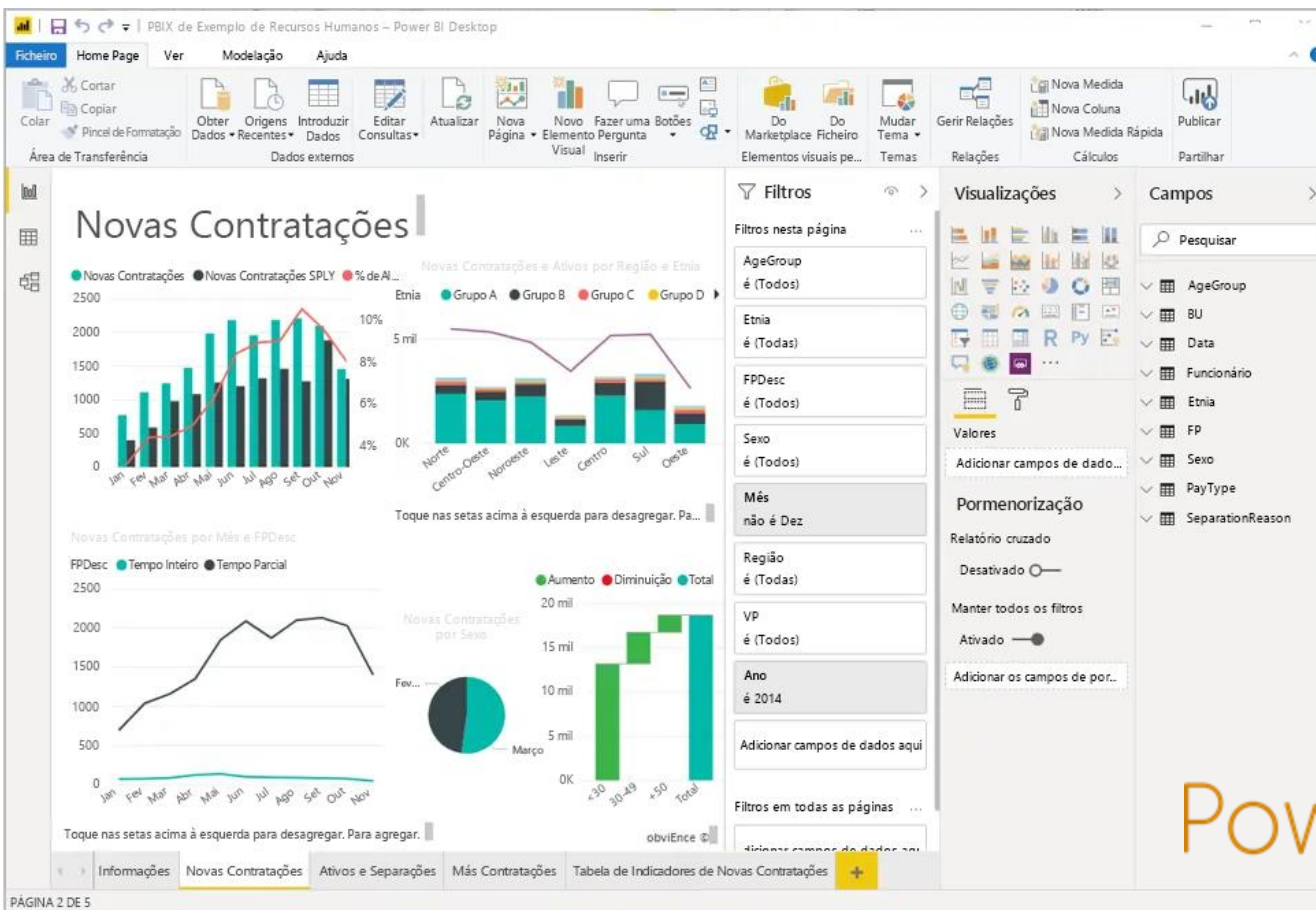 PBIX de Exemplo de Recursos Humanos – Power BI Desktop
Ficheiro Home Page Ver Modelação Ajuda
Colar
Cortar
Copiar
Pincel de Formatação
Área de Transferência
Obter Dados
Origens Recentes
Introduzir Dados
Editar Consultas
Dados externos
Atualizar
Nova Página
Novo Elemento Visual
Fazer uma Pergunta
Botões
Inserir
Do Marketplace
Do Ficheiro
Elementos visuais pe...
Mudar Tema
Temas
Gerir Relações
Relações
Nova Medida
Nova Coluna
Nova Medida Rápida
Cálculos
Publicar
Partilhar
Novas Contratações
Novas Contratações Novas Contratações SPLY % de Al...
2500
2000
1500
1000
500
0
10%
8%
6%
4%
Jan Fev Mar Abr Mai Jun Jul Ago Set Out Nov
Novas Contratações e Ativos por Região e Etnia
Etnia Grupo A Grupo B Grupo C Grupo D
5 mil
0K
Norte Centro-Oeste Noroeste Leste Centro Sul Oeste
Toque nas setas acima à esquerda para desagregar. Pa...
Novas Contratações por Mês e FPDesc
FPDesc Tempo Inteiro Tempo Parcial
2500
2000
1500
1000
500
0
Jan Fev Mar Abr Mai Jun Jul Ago Set Out Nov
Toque nas setas acima à esquerda para desagregar. Para agregar.
Novas Contratações
por Sexo
Fev...
Março
Aumento Diminuição Total
20 mil
15 mil
10 mil
5 mil
0K
<30 30-49 +50 Total
obviEnce ©
Filtros
Filtros nesta página ...
AgeGroup
é (Todos)
Etnia
é (Todas)
FPDesc
é (Todos)
Sexo
é (Todos)
Mês
não é Dez
Região
é (Todas)
VP
é (Todos)
Ano
é 2014
Adicionar campos de dados aqui
Filtros em todas as páginas ...
Visualizações
R Py
...
Valores
Adicionar campos de dado...
Pormenorização
Relatório cruzado
Desativado
Manter todos os filtros
Ativado
Adicionar os campos de por...
Campos
Pesquisar
AgeGroup
BU
Data
Funcionário
Etnia
FP
Sexo
PayType
SeparationReason
Pow
Informações Novas Contratações Ativos e Separações Más Contratações Tabela de Indicadores de Novas Contratações +
PÁGINA 2 DE 5